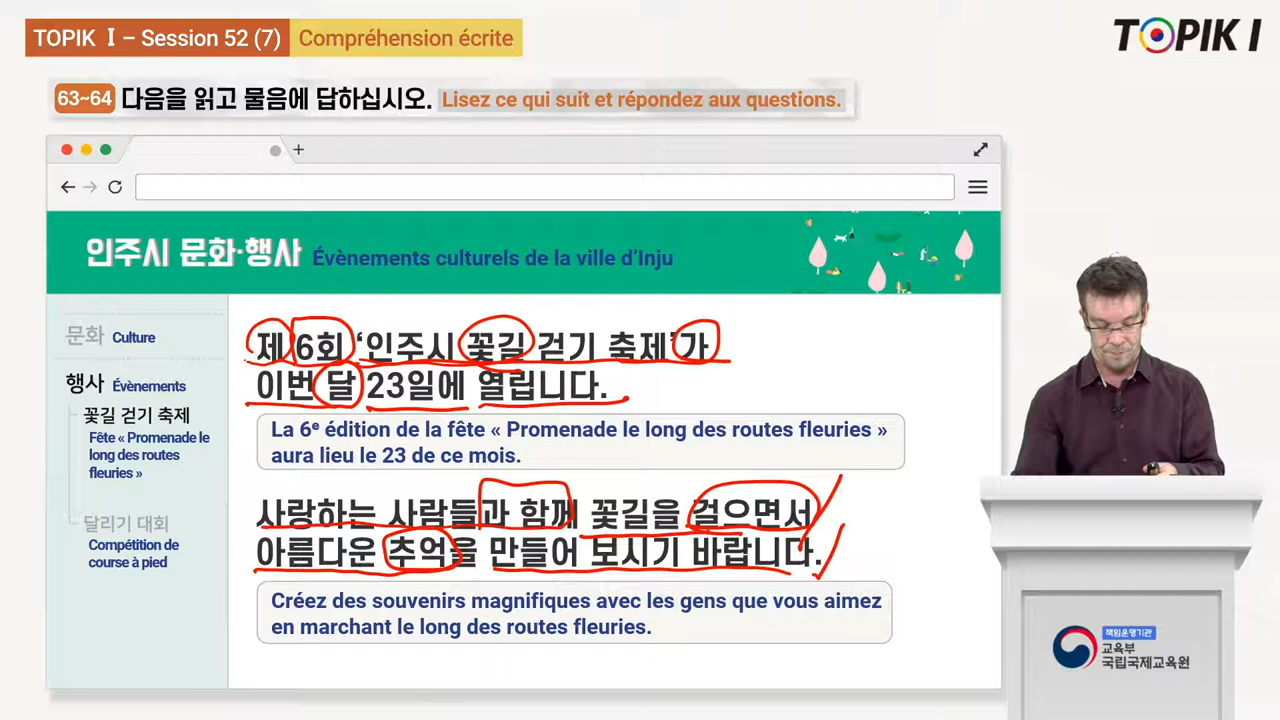 TOPIK Ⅰ – Session 52 (7) Compréhension écrite
TOPIK I
63~64 다음을 읽고 물음에 답하십시오. Lisez ce qui suit et répondez aux questions.
인주시 문화·행사 Évènements culturels de la ville d'Inju
문화 Culture
행사 Évènements
꽃길 걷기 축제
Fête « Promenade le
long des routes
fleuries »
달리기 대회
Compétition de
course à pied
제6회 '인주시 꽃길 걷기 축제'가
이번 달 23일에 열립니다.
La 6e édition de la fête « Promenade le long des routes fleuries »
aura lieu le 23 de ce mois.
사랑하는 사람들과 함께 꽃길을 걸으면서
아름다운 추억을 만들어 보시기 바랍니다.
Créez des souvenirs magnifiques avec les gens que vous aimez
en marchant le long des routes fleuries.
책임운영기관
교육부
국립국제교육원